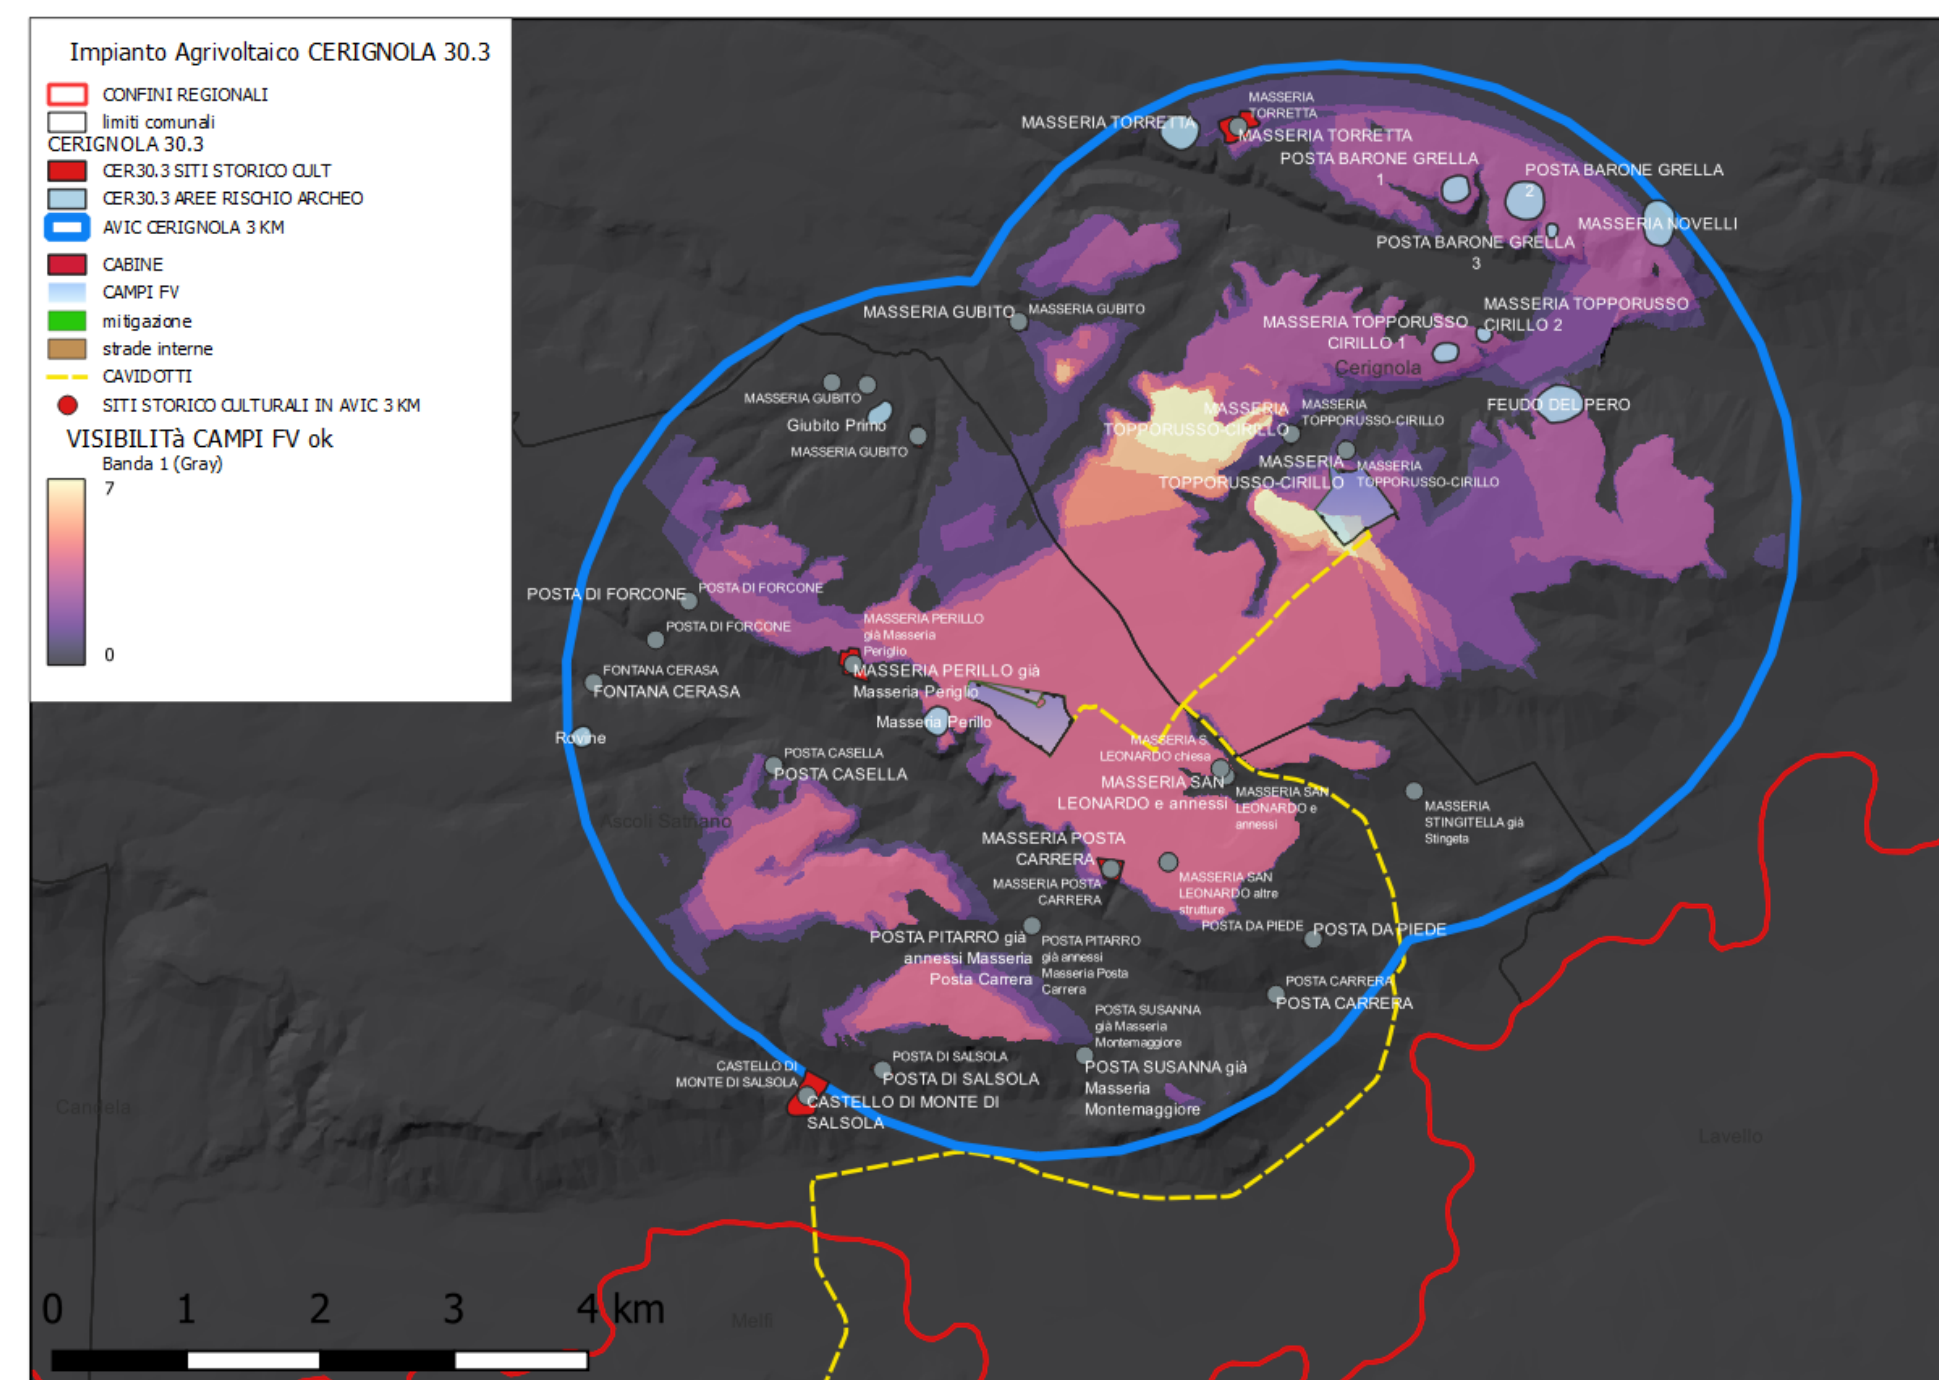 Impianto Agrivoltaico CERIGNOLA 30.3
CONFINI REGIONALI
limiti comunali
CERIGNOLA 30.3
CER30.3 SITI STORICO CULT
CER30.3 AREE RISCHIO ARCHEO
AVIC CERIGNOLA 3 KM
CABINE
CAMPI FV
mitigazione
strade interne
CAVIDOTTI
SITI STORICO CULTURALI IN AVIC 3 KM
VISIBILITà CAMPI FV ok
Banda 1 (Gray)
7
0
MASSERIA
TORRETTA
MASSERIA TORRETTA
MASSERIA TORRETTA
POSTA BARONE GRELLA
1
POSTA BARONE GRELLA
2
MASSERIA NOVELLI
POSTA BARONE GRELLA
3
MASSERIA GUBITO
MASSERIA GUBITO
MASSERIA TOPPORUSSO
CIRILLO 2
MASSERIA TOPPORUSSO
CIRILLO 1
Cerignola
MASSERIA GUBITO
Giubito Primo
MASSERIA GUBITO
MASSERIA
TOPPORUSSO-CIRILLO
MASSERIA
TOPPORUSSO-CIRILLO
FEUDO DEL PERO
MASSERIA
TOPPORUSSO-CIRILLO
MASSERIA
TOPPORUSSO-CIRILLO
POSTA DI FORCONE
POSTA DI FORCONE
POSTA DI FORCONE
MASSERIA PERILLO
già Masseria
Periglio
FONTANA CERASA
FONTANA CERASA
MASSERIA PERILLO già
Masseria Periglio
Masseria Perillo
Rovine
POSTA CASELLA
POSTA CASELLA
MASSERIA S.
LEONARDO chiesa
MASSERIA SAN
LEONARDO e annessi
MASSERIA SAN
LEONARDO e
annessi
MASSERIA
STINGITELLA già
Stingeta
Ascoli Satriano
MASSERIA POSTA
CARRERA
MASSERIA POSTA
CARRERA
MASSERIA SAN
LEONARDO altre
strutture
POSTA DA PIEDE
POSTA DA PIEDE
POSTA PITARRO già
annessi Masseria
Posta Carrera
POSTA PITARRO
già annessi
Masseria Posta
Carrera
POSTA CARRERA
POSTA CARRERA
POSTA SUSANNA
già Masseria
Montemaggiore
POSTA SUSANNA già
Masseria
Montemaggiore
POSTA DI SALSOLA
POSTA DI SALSOLA
CASTELLO DI
MONTE DI SALSOLA
CASTELLO DI MONTE DI
SALSOLA
Candela
Lavello
Melfi
0 1 2 3 4 km